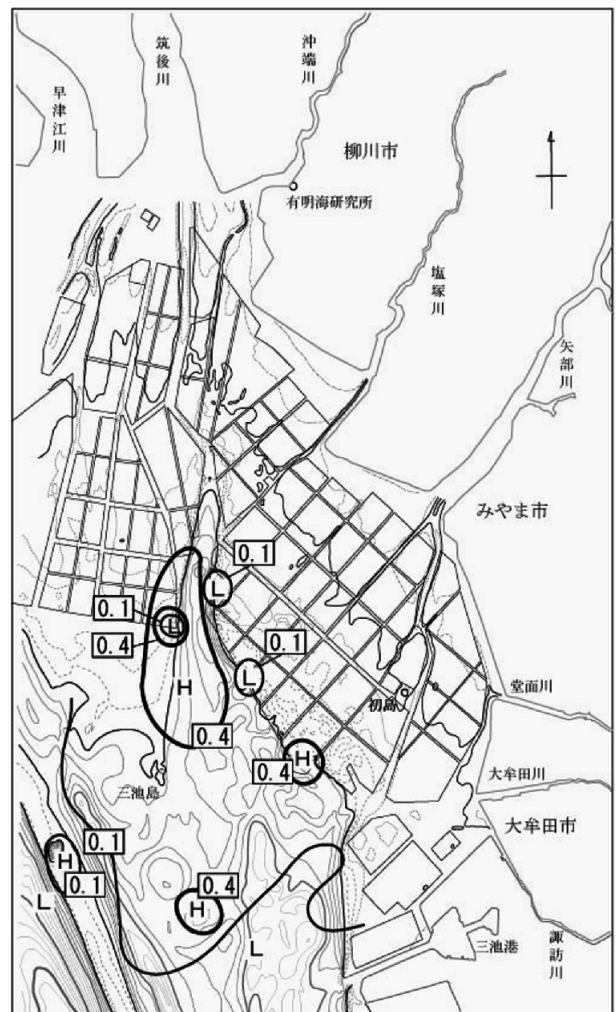 早津江川
筑後川
沖端川
柳川市
有明海研究所
塩塚川
矢部川
みやま市
0.1
L
0.1
L
0.4
0.1
L
H
0.4
初島
堂面川
H
0.4
三池島
大牟田川
大牟田市
0.1
H
0.1
L
0.4
H
L
三池港
諏訪川